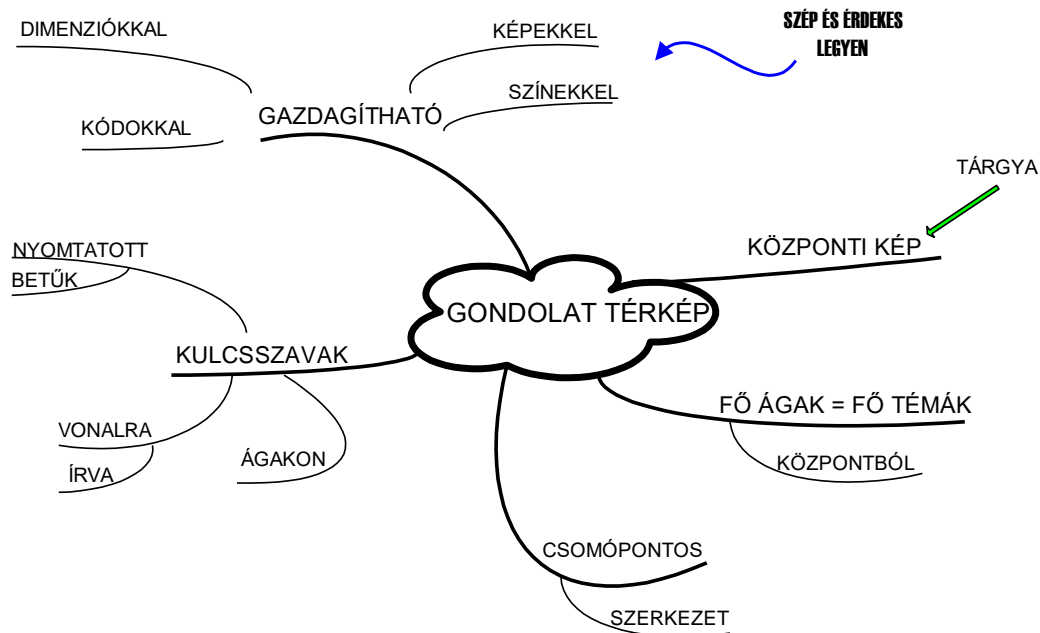 SZÉP ÉS ÉRDEKES
LEGYEN
DIMENZIÓKKAL
KÉPEKKEL
SZÍNEKKEL
GAZDAGÍTHATÓ
KÓDOKKAL
TÁRGYA
KÖZPONTI KÉP
NYOMTATOTT
BETŰK
GONDOLAT TÉRKÉP
KULCSSZAVAK
FŐ ÁGAK = FŐ TÉMÁK
VONALRA
ÍRVA
ÁGAKON
KÖZPONTBÓL
CSOMÓPONTOS
SZERKEZET